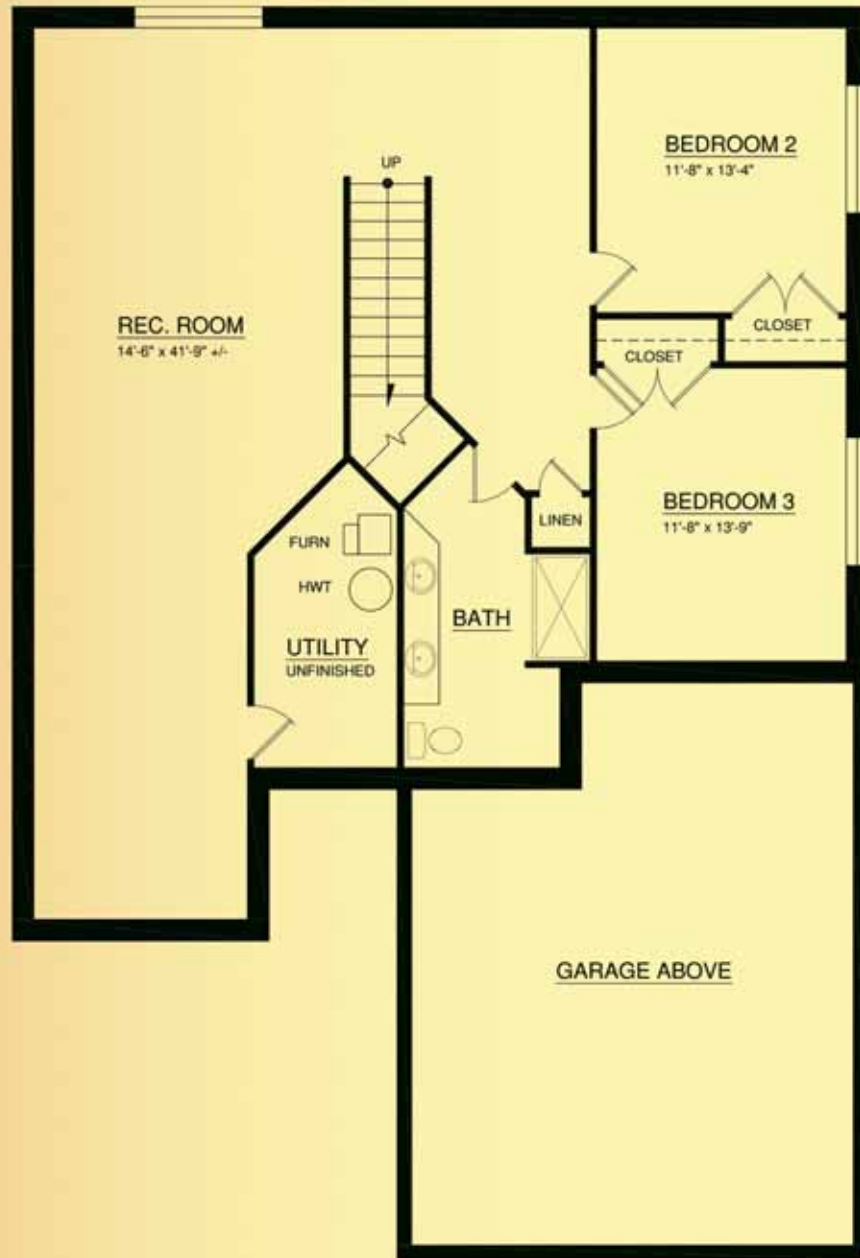 BEDROOM 2
11'-8" x 13'-4"
UP
REC. ROOM
14'-6" x 41'-9" +/-
CLOSET
CLOSET
BEDROOM 3
11'-8" x 13'-9"
LINEN
FURN
HWT
BATH
UTILITY
UNFINISHED
GARAGE ABOVE